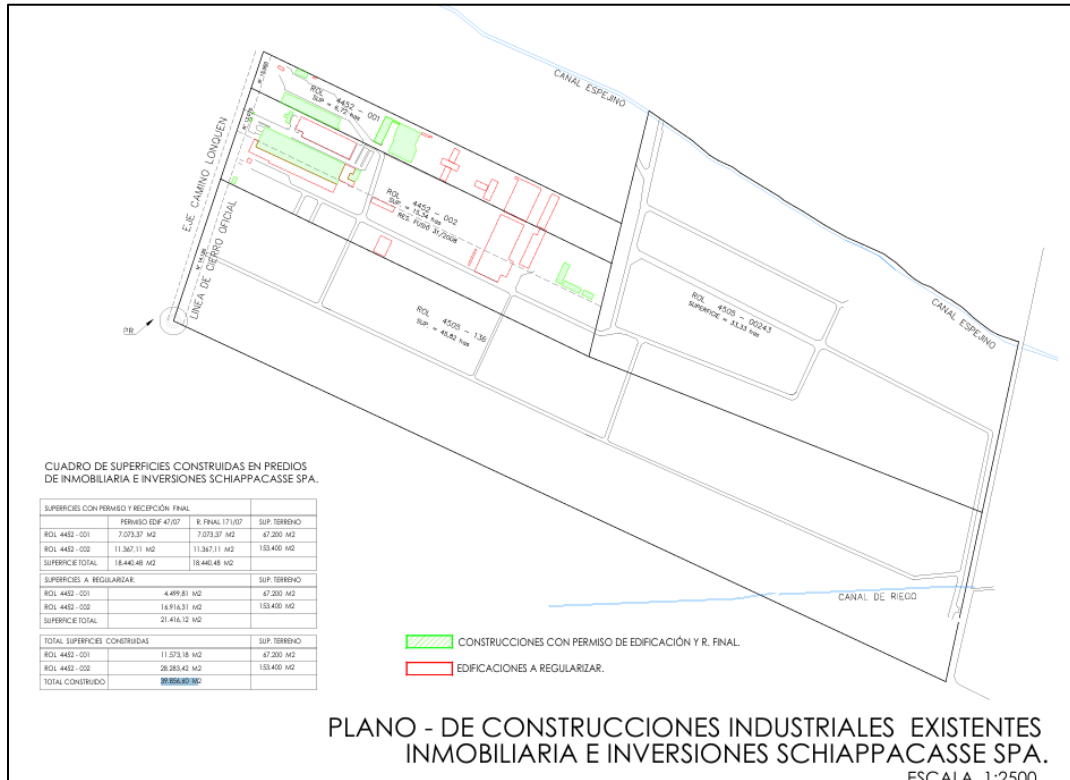 CANAL ESPEJINO
ROL 4452 - 001
SUP = 6,72 has
EJE CAMINO LONQUEN
LINEA DE CIERRO OFICIAL
ROL 4452 - 002
SUP. = 15,34 has
RES. FUSIÓ 31/2008
ROL 4505 - 00243
SUPERFICIE = 33,33 has
CANAL ESPEJINO
PR.
ROL 4505 - 136
SUP. = 45,82 has
CANAL DE RIEGO
CUADRO DE SUPERFICIES CONSTRUIDAS EN PREDIOS
DE INMOBILIARIA E INVERSIONES SCHIAPPACASSE SPA.
SUPERFICIES CON PERMISO Y RECEPCIÓN FINAL
PERMISO EDIF 47/07 R. FINAL 171/07 SUP. TERRENO
ROL 4452 - 001 7.073,37 M2 7.073,37 M2 67.200 M2
ROL 4452 - 002 11.367,11 M2 11.367,11 M2 153.400 M2
SUPERFICIE TOTAL 18.440,48 M2 18.440,48 M2
SUPERFICIES A REGULARIZAR. SUP. TERRENO
ROL 4452 - 001 4.499,81 M2 67.200 M2
ROL 4452 - 002 16.916,31 M2 153.400 M2
SUPERFICIE TOTAL 21.416,12 M2
TOTAL SUPERFICIES CONSTRUIDAS SUP. TERRENO
ROL 4452 - 001 11.573,18 M2 67.200 M2
ROL 4452 - 002 28.283,42 M2 153.400 M2
TOTAL CONSTRUIDO 39.856,60 M2
CONSTRUCCIONES CON PERMISO DE EDIFICACIÓN Y R. FINAL.
EDIFICACIONES A REGULARIZAR.
PLANO - DE CONSTRUCCIONES INDUSTRIALES EXISTENTES
INMOBILIARIA E INVERSIONES SCHIAPPACASSE SPA.
ESCALA 1:2500